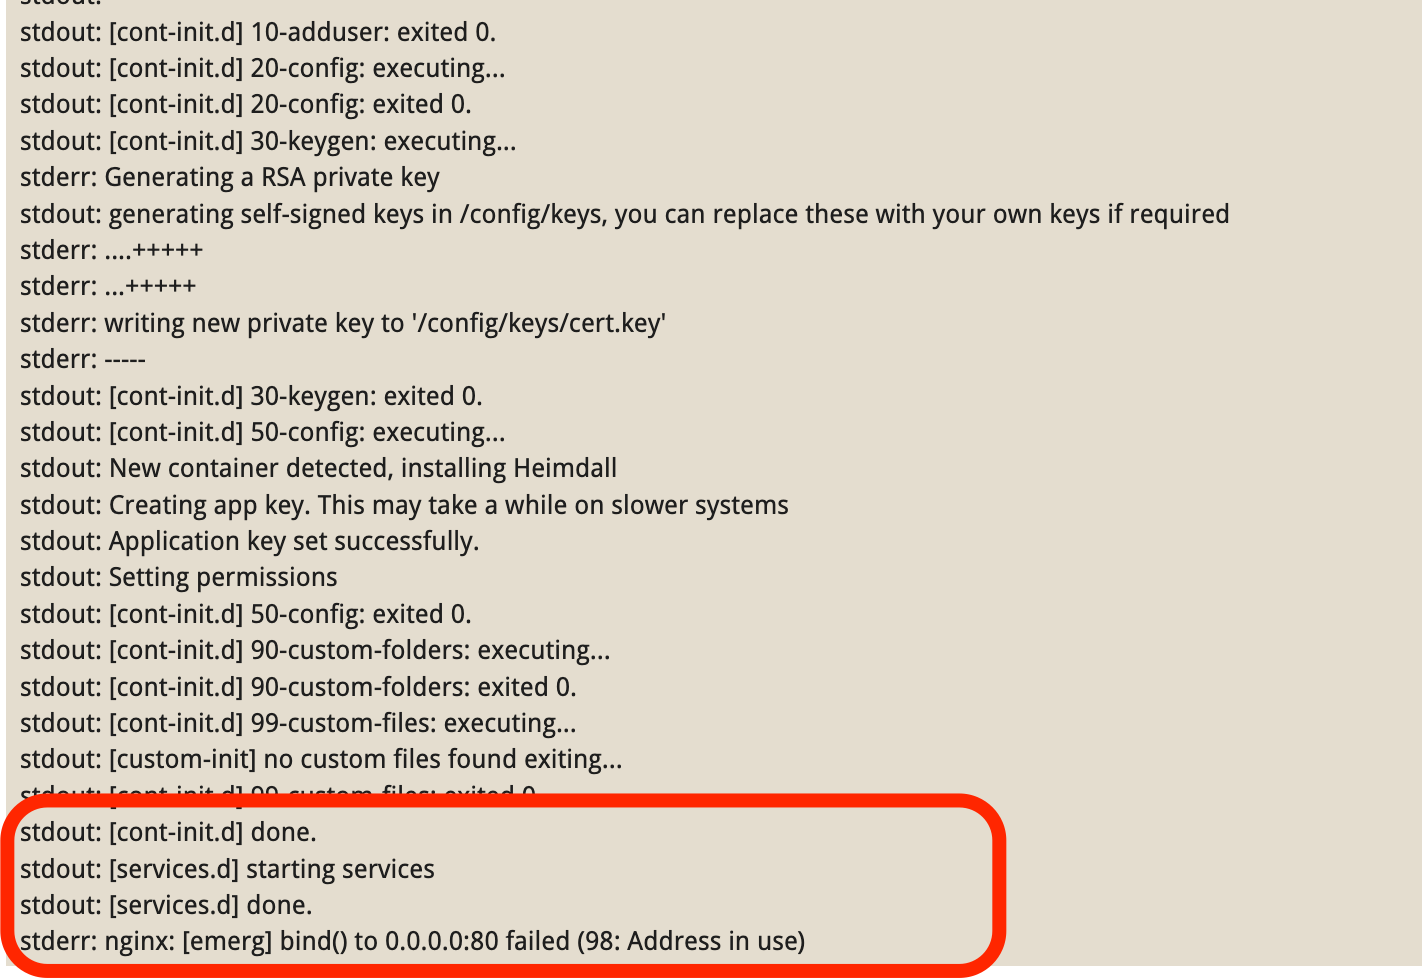 stdout:
stdout: [cont-init.d] 10-adduser: exited 0.
stdout: [cont-init.d] 20-config: executing...
stdout: [cont-init.d] 20-config: exited 0.
stdout: [cont-init.d] 30-keygen: executing...
stderr: Generating a RSA private key
stdout: generating self-signed keys in /config/keys, you can replace these with your own keys if required
stderr: ....+++++
stderr: ...+++++
stderr: writing new private key to '/config/keys/cert.key'
stderr: -----
stdout: [cont-init.d] 30-keygen: exited 0.
stdout: [cont-init.d] 50-config: executing...
stdout: New container detected, installing Heimdall
stdout: Creating app key. This may take a while on slower systems
stdout: Application key set successfully.
stdout: Setting permissions
stdout: [cont-init.d] 50-config: exited 0.
stdout: [cont-init.d] 90-custom-folders: executing...
stdout: [cont-init.d] 90-custom-folders: exited 0.
stdout: [cont-init.d] 99-custom-files: executing...
stdout: [custom-init] no custom files found exiting...
stdout: [cont-init.d] 99-custom-files: exited 0.
stdout: [cont-init.d] done.
stdout: [services.d] starting services
stdout: [services.d] done.
stderr: nginx: [emerg] bind() to 0.0.0.0:80 failed (98: Address in use)